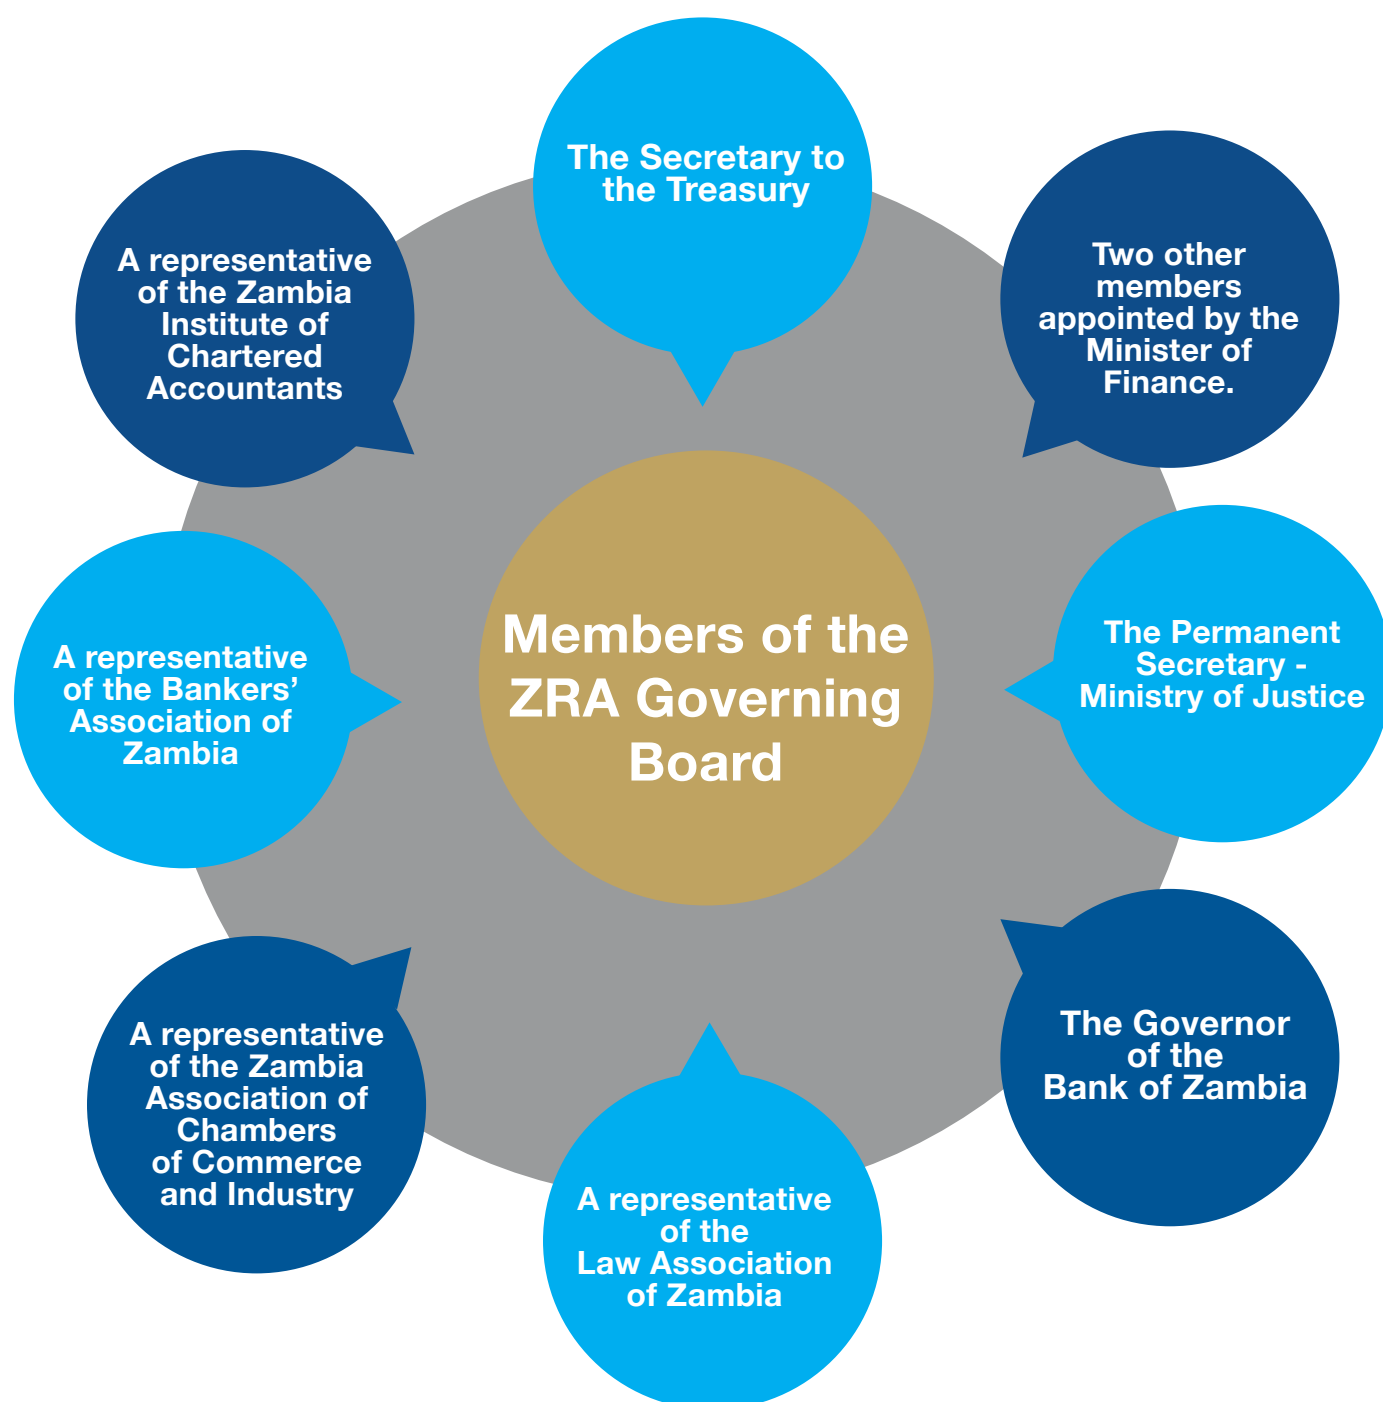 The Secretary to
the Treasury
Two other
members
appointed by the
Minister of
Finance.
The Permanent
Secretary -
Ministry of Justice
The Governor
of the
Bank of Zambia
A representative
of the
Law Association
of Zambia
A representative
of the Zambia
Association of
Chambers
of Commerce
and Industry
A representative
of the Bankers’
Association of
Zambia
A representative
of the Zambia
Institute of
Chartered
Accountants
Members of the
ZRA Governing
Board